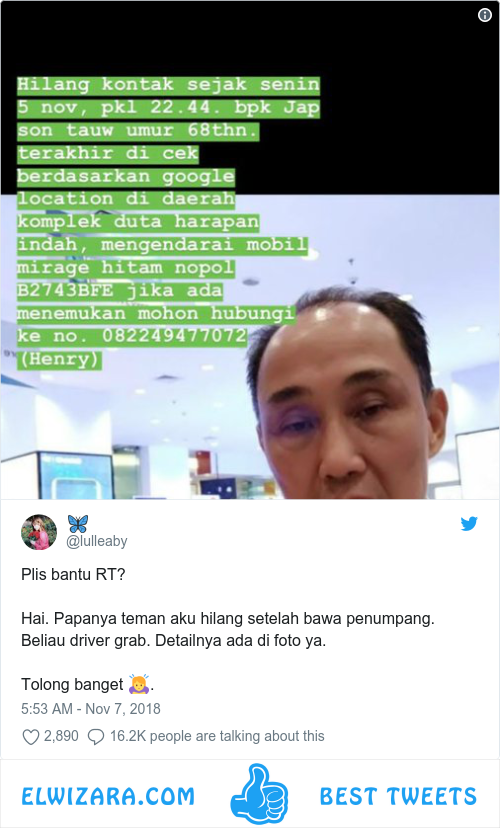 Hilang kontak sejak senin
5 nov, pkl 22.44. bpk Jap
son tauw umur 68thn.
terakhir di cek
berdasarkan google
location di daerah
komplek duta harapan
indah, mengendarai mobil
mirage hitam nopol
B2743BFE jika ada
menemukan mohon hubungi
ke no. 082249477072
(Henry)
@lulleaby
Plis bantu RT?
Hai. Papanya teman aku hilang setelah bawa penumpang.
Beliau driver grab. Detailnya ada di foto ya.
Tolong banget 🙇‍♀️.
5:53 AM - Nov 7, 2018
2,890 16.2K people are talking about this
ELWIZARA.COM BEST TWEETS